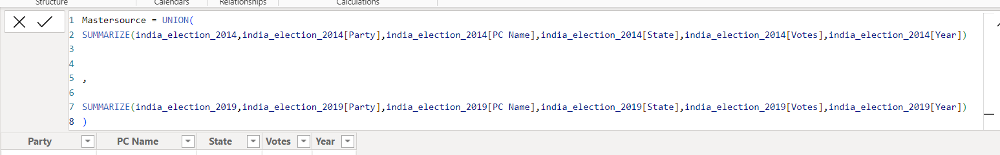 Structure Calendars Relationships Calculations
1 Mastersource = UNION(
2 SUMMARIZE(india_election_2014,india_election_2014[Party],india_election_2014[PC Name],india_election_2014[State],india_election_2014[Votes],india_election_2014[Year])
3
4
5 ,
6
7 SUMMARIZE(india_election_2019,india_election_2019[Party],india_election_2019[PC Name],india_election_2019[State],india_election_2019[Votes],india_election_2019[Year])
8 )
Party PC Name State Votes Year